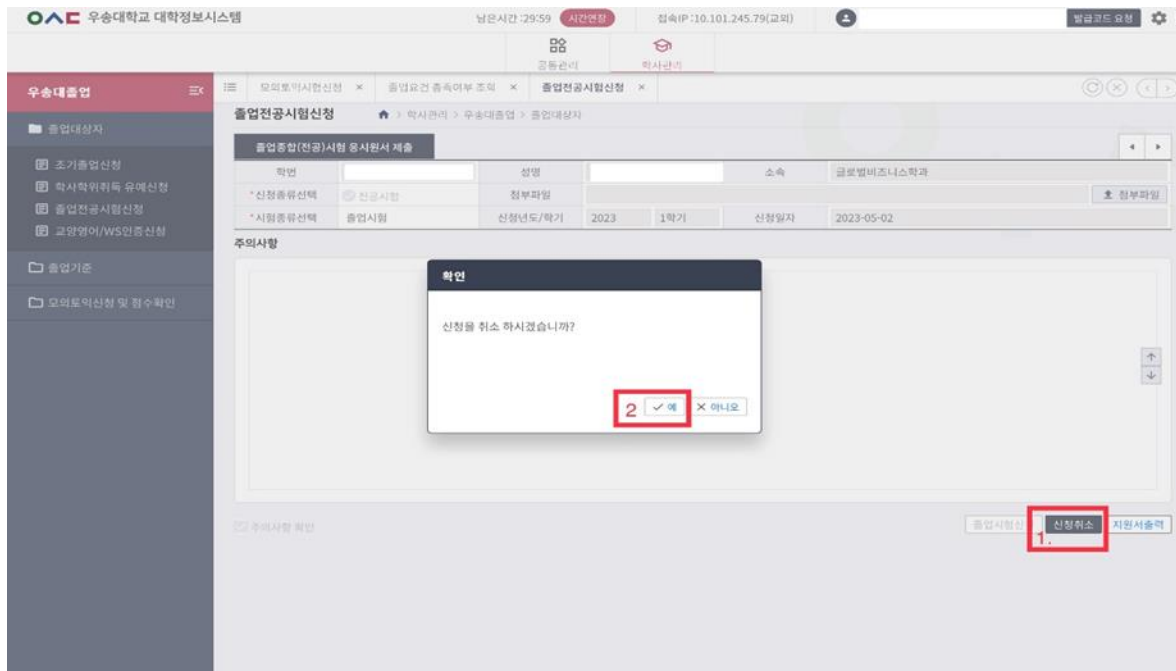 우송대학교 대학정보시스템
남은시간 :29:59 시간연장 접속IP :10.101.245.79(교외) 발급코드 요청
공통관리 학사관리
우송대졸업 모의토익시험신청 × 졸업요건 충족여부 조회 × 졸업전공시험신청 ×
졸업전공시험신청 > 학사관리 > 우송대졸업 > 졸업대상자
졸업대상자
조기졸업신청
학사학위취득 유예신청
졸업전공시험신청
교양영어/WS인증신청
졸업기준
모의토익신청 및 점수확인
졸업종합(전공)시험 응시원서 제출
학번 성명 소속 글로벌비즈니스학과
*신청종류선택 전공시험 첨부파일 첨부파일
*시험종류선택 졸업시험 신청년도/학기 2023 1학기 신청일자 2023-05-02
주의사항
확인
신청을 취소 하시겠습니까?
2 예 아니오
주의사항 확인 졸업시험신 신청취소 지원서출력
1.